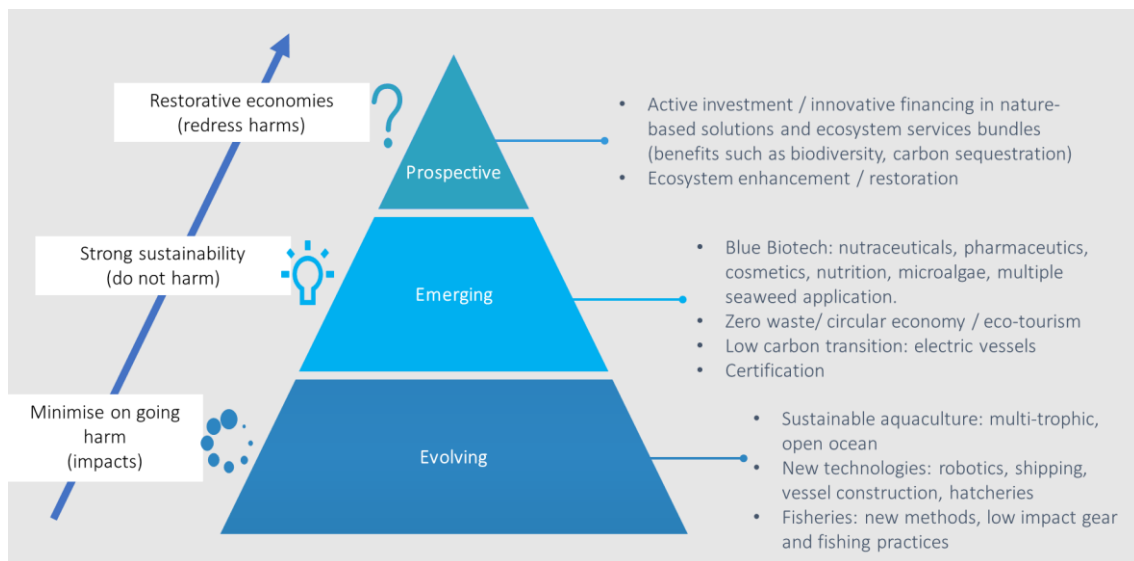 Restorative economies
(redress harms)
?
Prospective
• Active investment / innovative financing in nature-
based solutions and ecosystem services bundles
(benefits such as biodiversity, carbon sequestration)
• Ecosystem enhancement / restoration
Strong sustainability
(do not harm)
Emerging
• Blue Biotech: nutraceuticals, pharmaceutics,
cosmetics, nutrition, microalgae, multiple
seaweed application.
• Zero waste/ circular economy / eco-tourism
• Low carbon transition: electric vessels
• Certification
Minimise on going
harm
(impacts)
Evolving
• Sustainable aquaculture: multi-trophic,
open ocean
• New technologies: robotics, shipping,
vessel construction, hatcheries
• Fisheries: new methods, low impact gear
and fishing practices